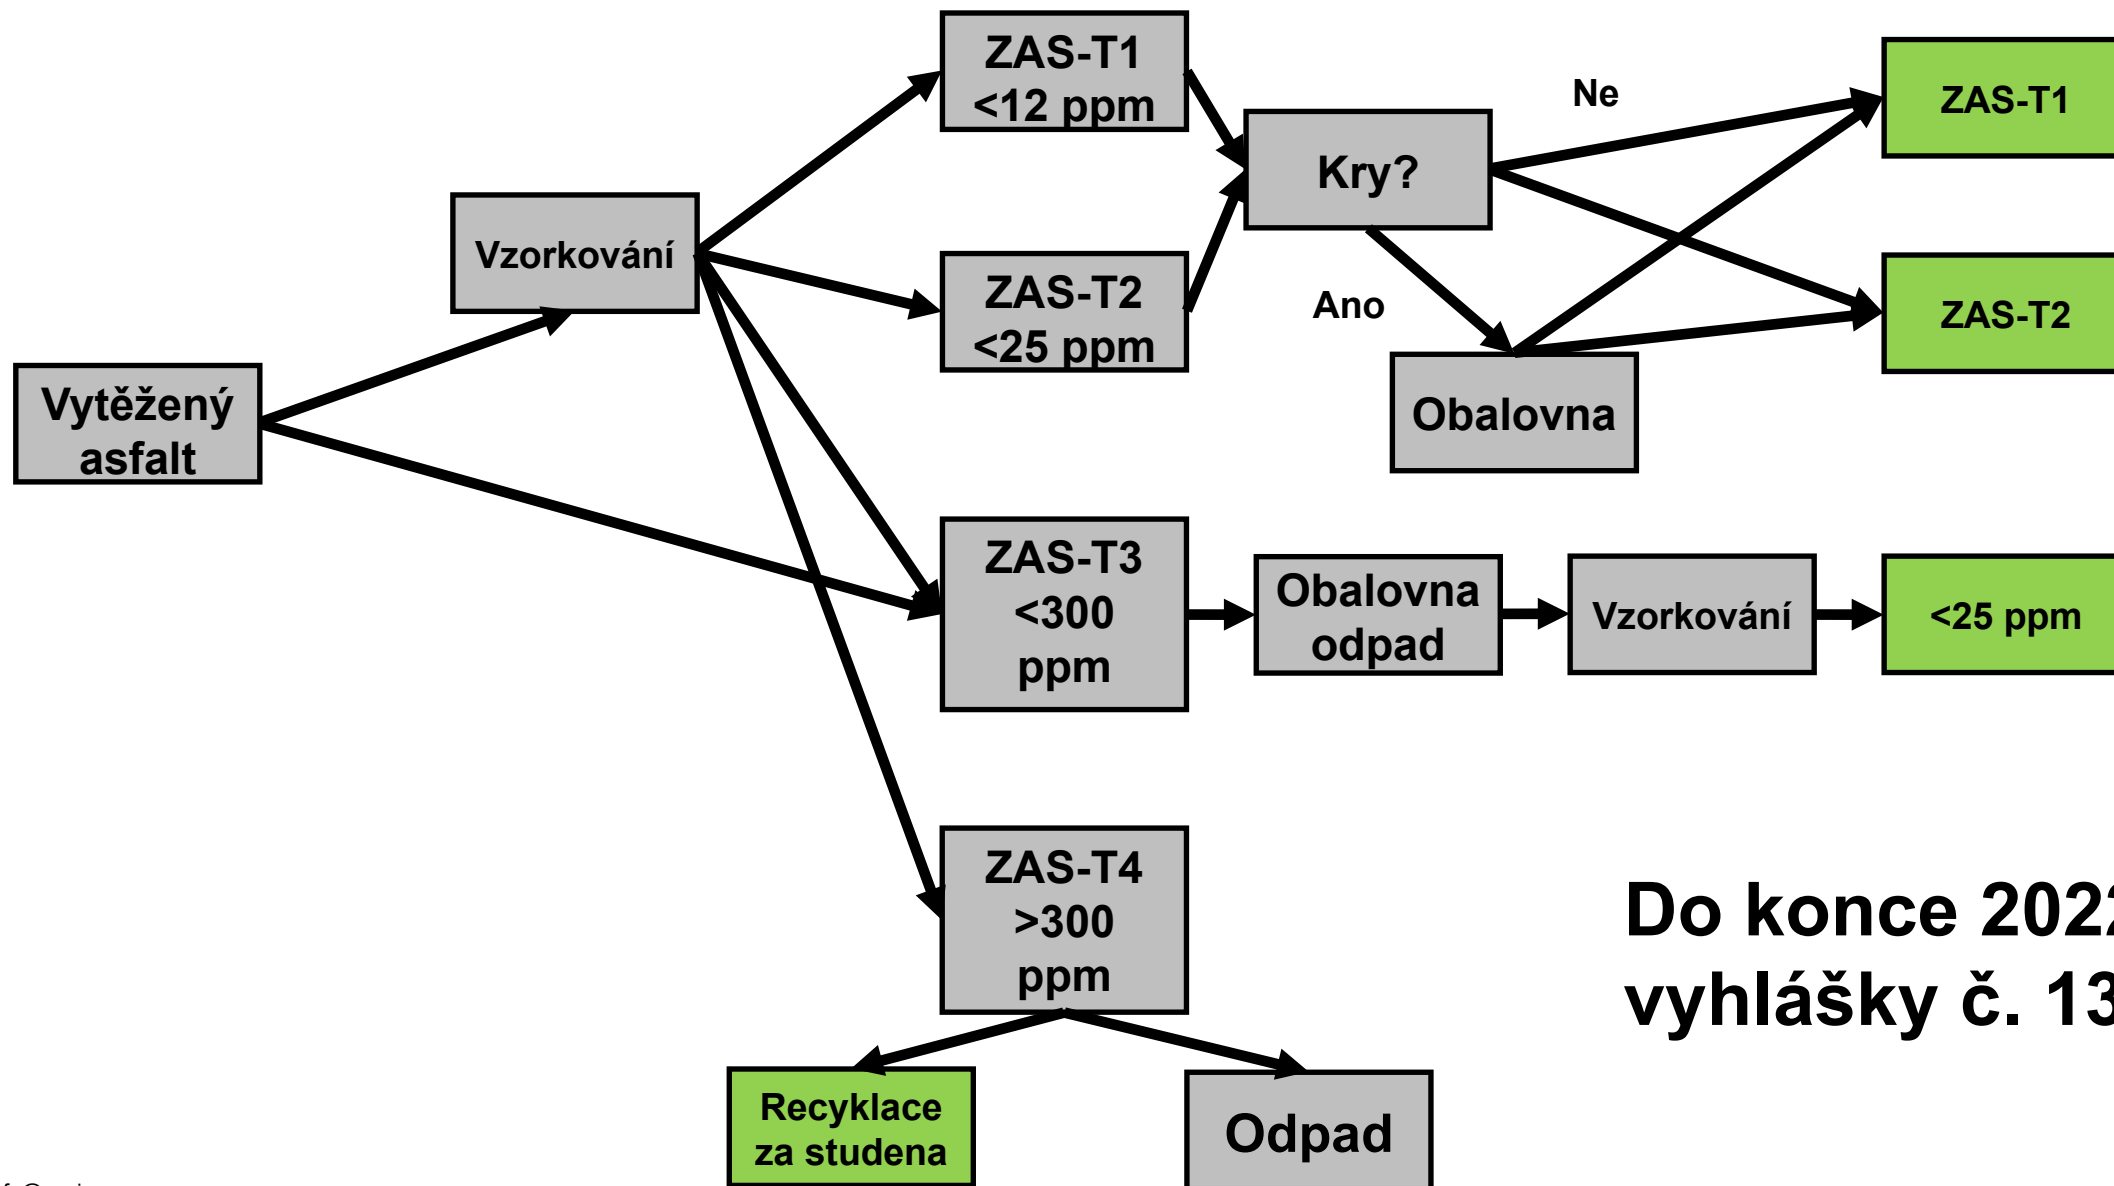 ZAS-T1
<12 ppm
Ne
ZAS-T1
Kry?
Vzorkování
ZAS-T2
<25 ppm
Ano
ZAS-T2
Vytěžený
asfalt
Obalovna
ZAS-T3
<300
ppm
Obalovna
odpad
Vzorkování
<25 ppm
ZAS-T4
>300
ppm
Do konce 2022
vyhlášky č. 13
Recyklace
za studena
Odpad